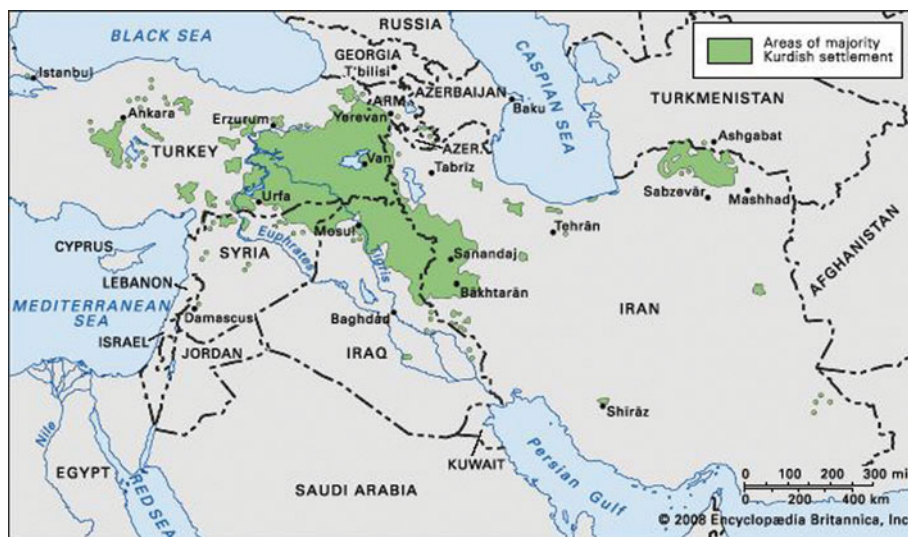 RUSSIA
BLACK SEA
GEORGIA
T'bilisi
CASPIAN SEA
Areas of majority
Kurdish settlement
Istanbul
Ankara
Erzurum
ARM.
Yerevan
AZERBAIJAN
Baku
TURKMENISTAN
TURKEY
Van
AZER.
Tabrīz
Ashgabat
Urfa
Sabzevār
Mashhad
Mosul
Tehrān
CYPRUS
SYRIA
Euphrates
Tigris
Sanandaj
AFGHANISTAN
LEBANON
MEDITERRANEAN
SEA
Bākhtarān
Damascus
Baghdād
IRAN
ISRAEL
JORDAN
IRAQ
Shīrāz
Nile
KUWAIT
EGYPT
RED SEA
SAUDI ARABIA
Persian Gulf
0 100 200 300 mi
0 200 400 km
© 2008 Encyclopædia Britannica, Inc